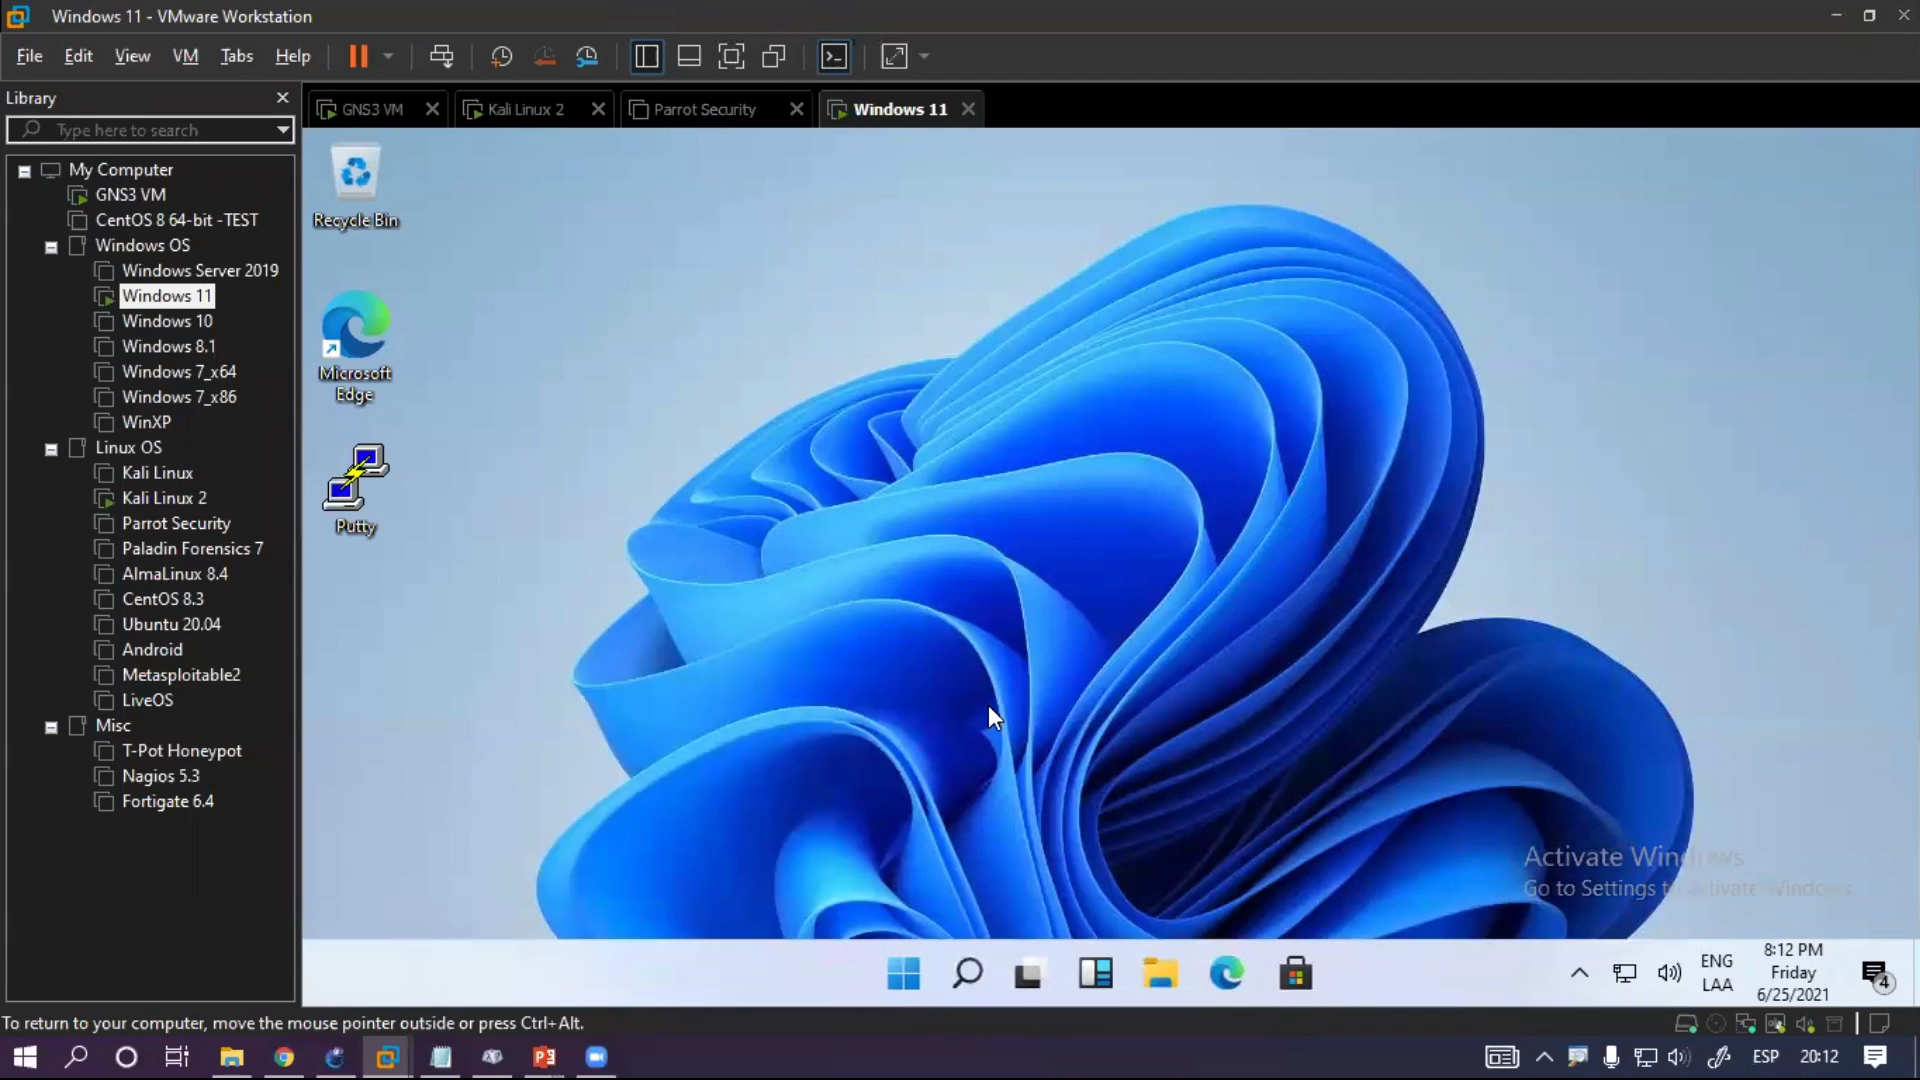 Windows 11 - VMware Workstation
File Edit View VM Tabs Help
Library
Type here to search
My Computer
GNS3 VM
CentOS 8 64-bit -TEST
Windows OS
Windows Server 2019
Windows 11
Windows 10
Windows 8.1
Windows 7_x64
Windows 7_x86
WinXP
Linux OS
Kali Linux
Kali Linux 2
Parrot Security
Paladin Forensics 7
AlmaLinux 8.4
CentOS 8.3
Ubuntu 20.04
Android
Metasploitable2
LiveOS
Misc
T-Pot Honeypot
Nagios 5.3
Fortigate 6.4
GNS3 VM
Kali Linux 2
Parrot Security
Windows 11
Recycle Bin
Microsoft
Edge
Putty
Activate Windows
Go to Settings to activate Windows.
ENG
LAA
8:12 PM
Friday
6/25/2021
4
To return to your computer, move the mouse pointer outside or press Ctrl+Alt.
ESP
20:12